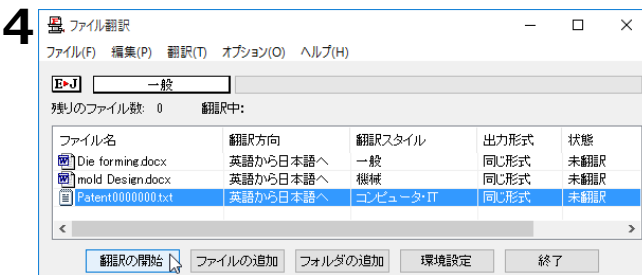 4
ファイル翻訳
ファイル(F) 編集(P) 翻訳(T) オプション(O) ヘルプ(H)
E▸J 一般
残りのファイル数: 0 翻訳中:
ファイル名 翻訳方向 翻訳スタイル 出力形式 状態
Die forming.docx 英語から日本語へ 一般 同じ形式 未翻訳
mold Design.docx 英語から日本語へ 機械 同じ形式 未翻訳
Patent0000000.txt 英語から日本語へ コンピュータ・IT 同じ形式 未翻訳
翻訳の開始 ファイルの追加 フォルダの追加 環境設定 終了